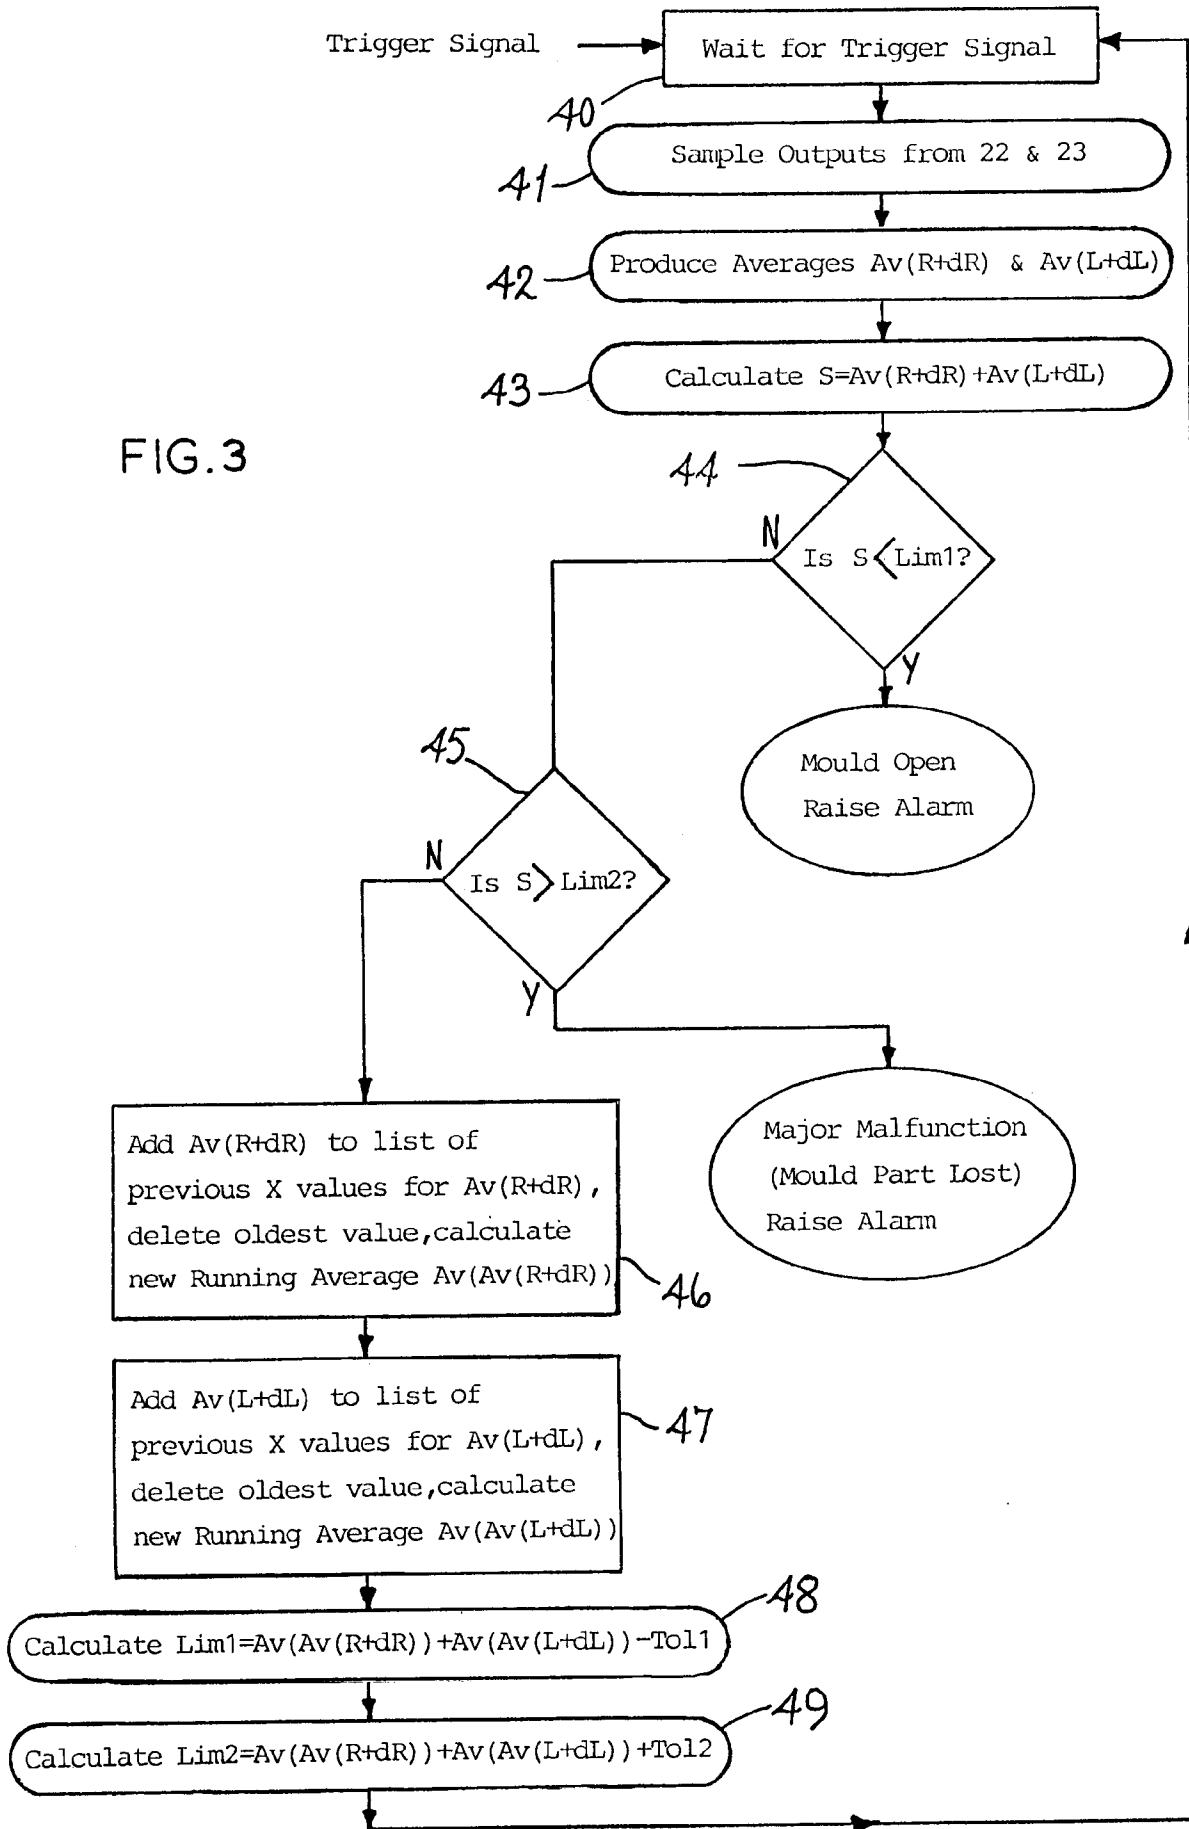 Trigger Signal
Wait for Trigger Signal
40
Sample Outputs from 22 & 23
41
Produce Averages Av(R+dR) & Av(L+dL)
42
Calculate S=Av(R+dR)+Av(L+dL)
43
FIG.3
44
N
Is S<Lim1?
Y
Mould Open
Raise Alarm
45
N
Is S>Lim2?
Y
Major Malfunction
(Mould Part Lost)
Raise Alarm
Add Av(R+dR) to list of
previous X values for Av(R+dR),
delete oldest value,calculate
new Running Average Av(Av(R+dR))
46
Add Av(L+dL) to list of
previous X values for Av(L+dL),
delete oldest value,calculate
new Running Average Av(Av(L+dL))
47
48
Calculate Lim1=Av(Av(R+dR))+Av(Av(L+dL))-Tol1
49
Calculate Lim2=Av(Av(R+dR))+Av(Av(L+dL))+Tol2